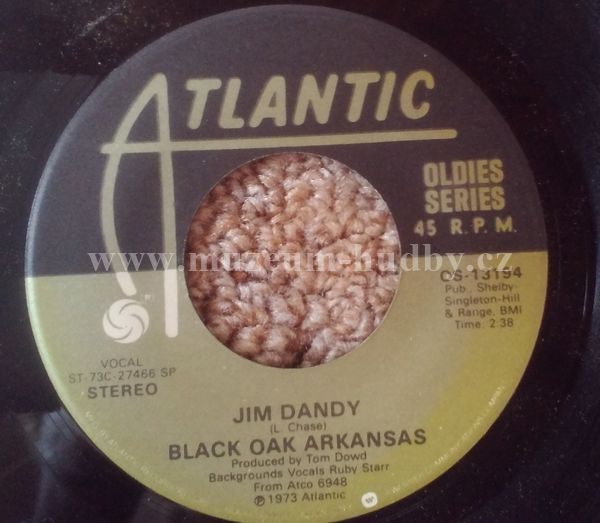 ATLANTIC
OLDIES
SERIES
45 R.P.M.
www.muzeum-hudby.cz
OS-13194
Pub., Shelby-
Singleton-Hill
& Range, BMI
Time: 2:38
VOCAL
ST-73C-27466 SP
STEREO
JIM DANDY
(L. Chase)
BLACK OAK ARKANSAS
Produced by Tom Dowd
Backgrounds Vocals Ruby Starr
From Atco 6948
℗ 1973 Atlantic